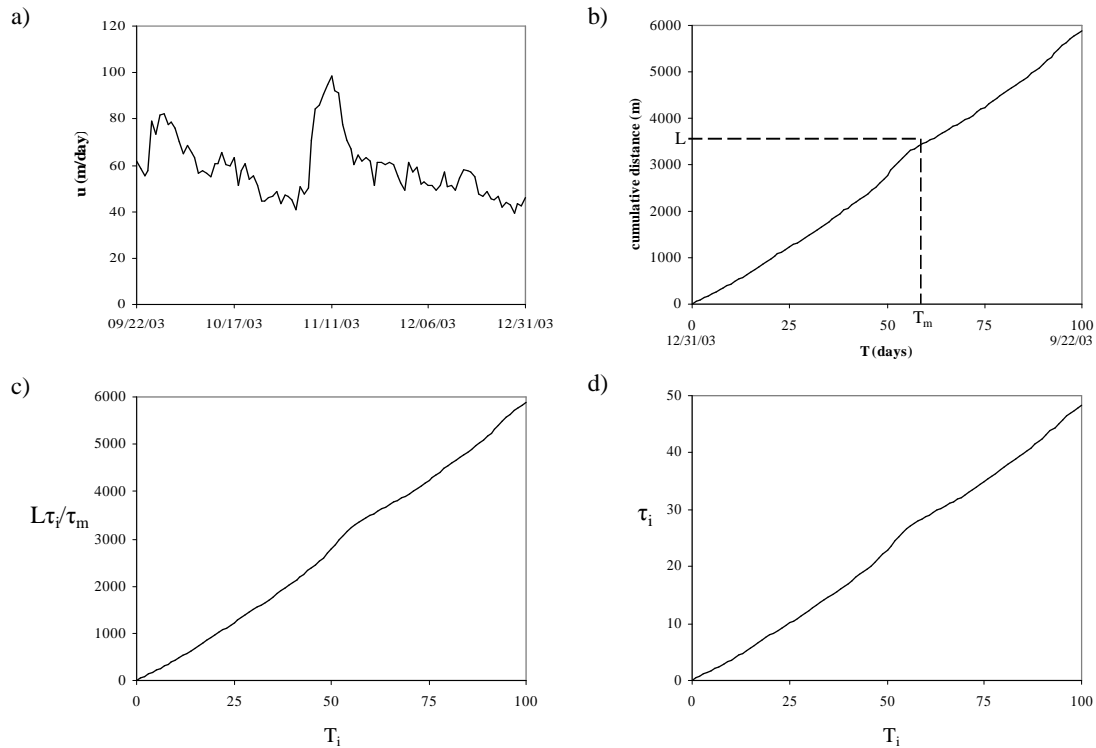 a)
120
100
80
60
40
20
0
u (m/day)
09/22/03 10/17/03 11/11/03 12/06/03 12/31/03
b)
6000
5000
4000
L
3000
2000
1000
0
cumulative distance (m)
0 25 50 T_m 75 100
12/31/03 9/22/03
T (days)
c)
6000
5000
4000
3000
2000
1000
0
Lτ_i/τ_m
0 25 50 75 100
T_i
d)
50
40
30
20
10
0
τ_i
0 25 50 75 100
T_i